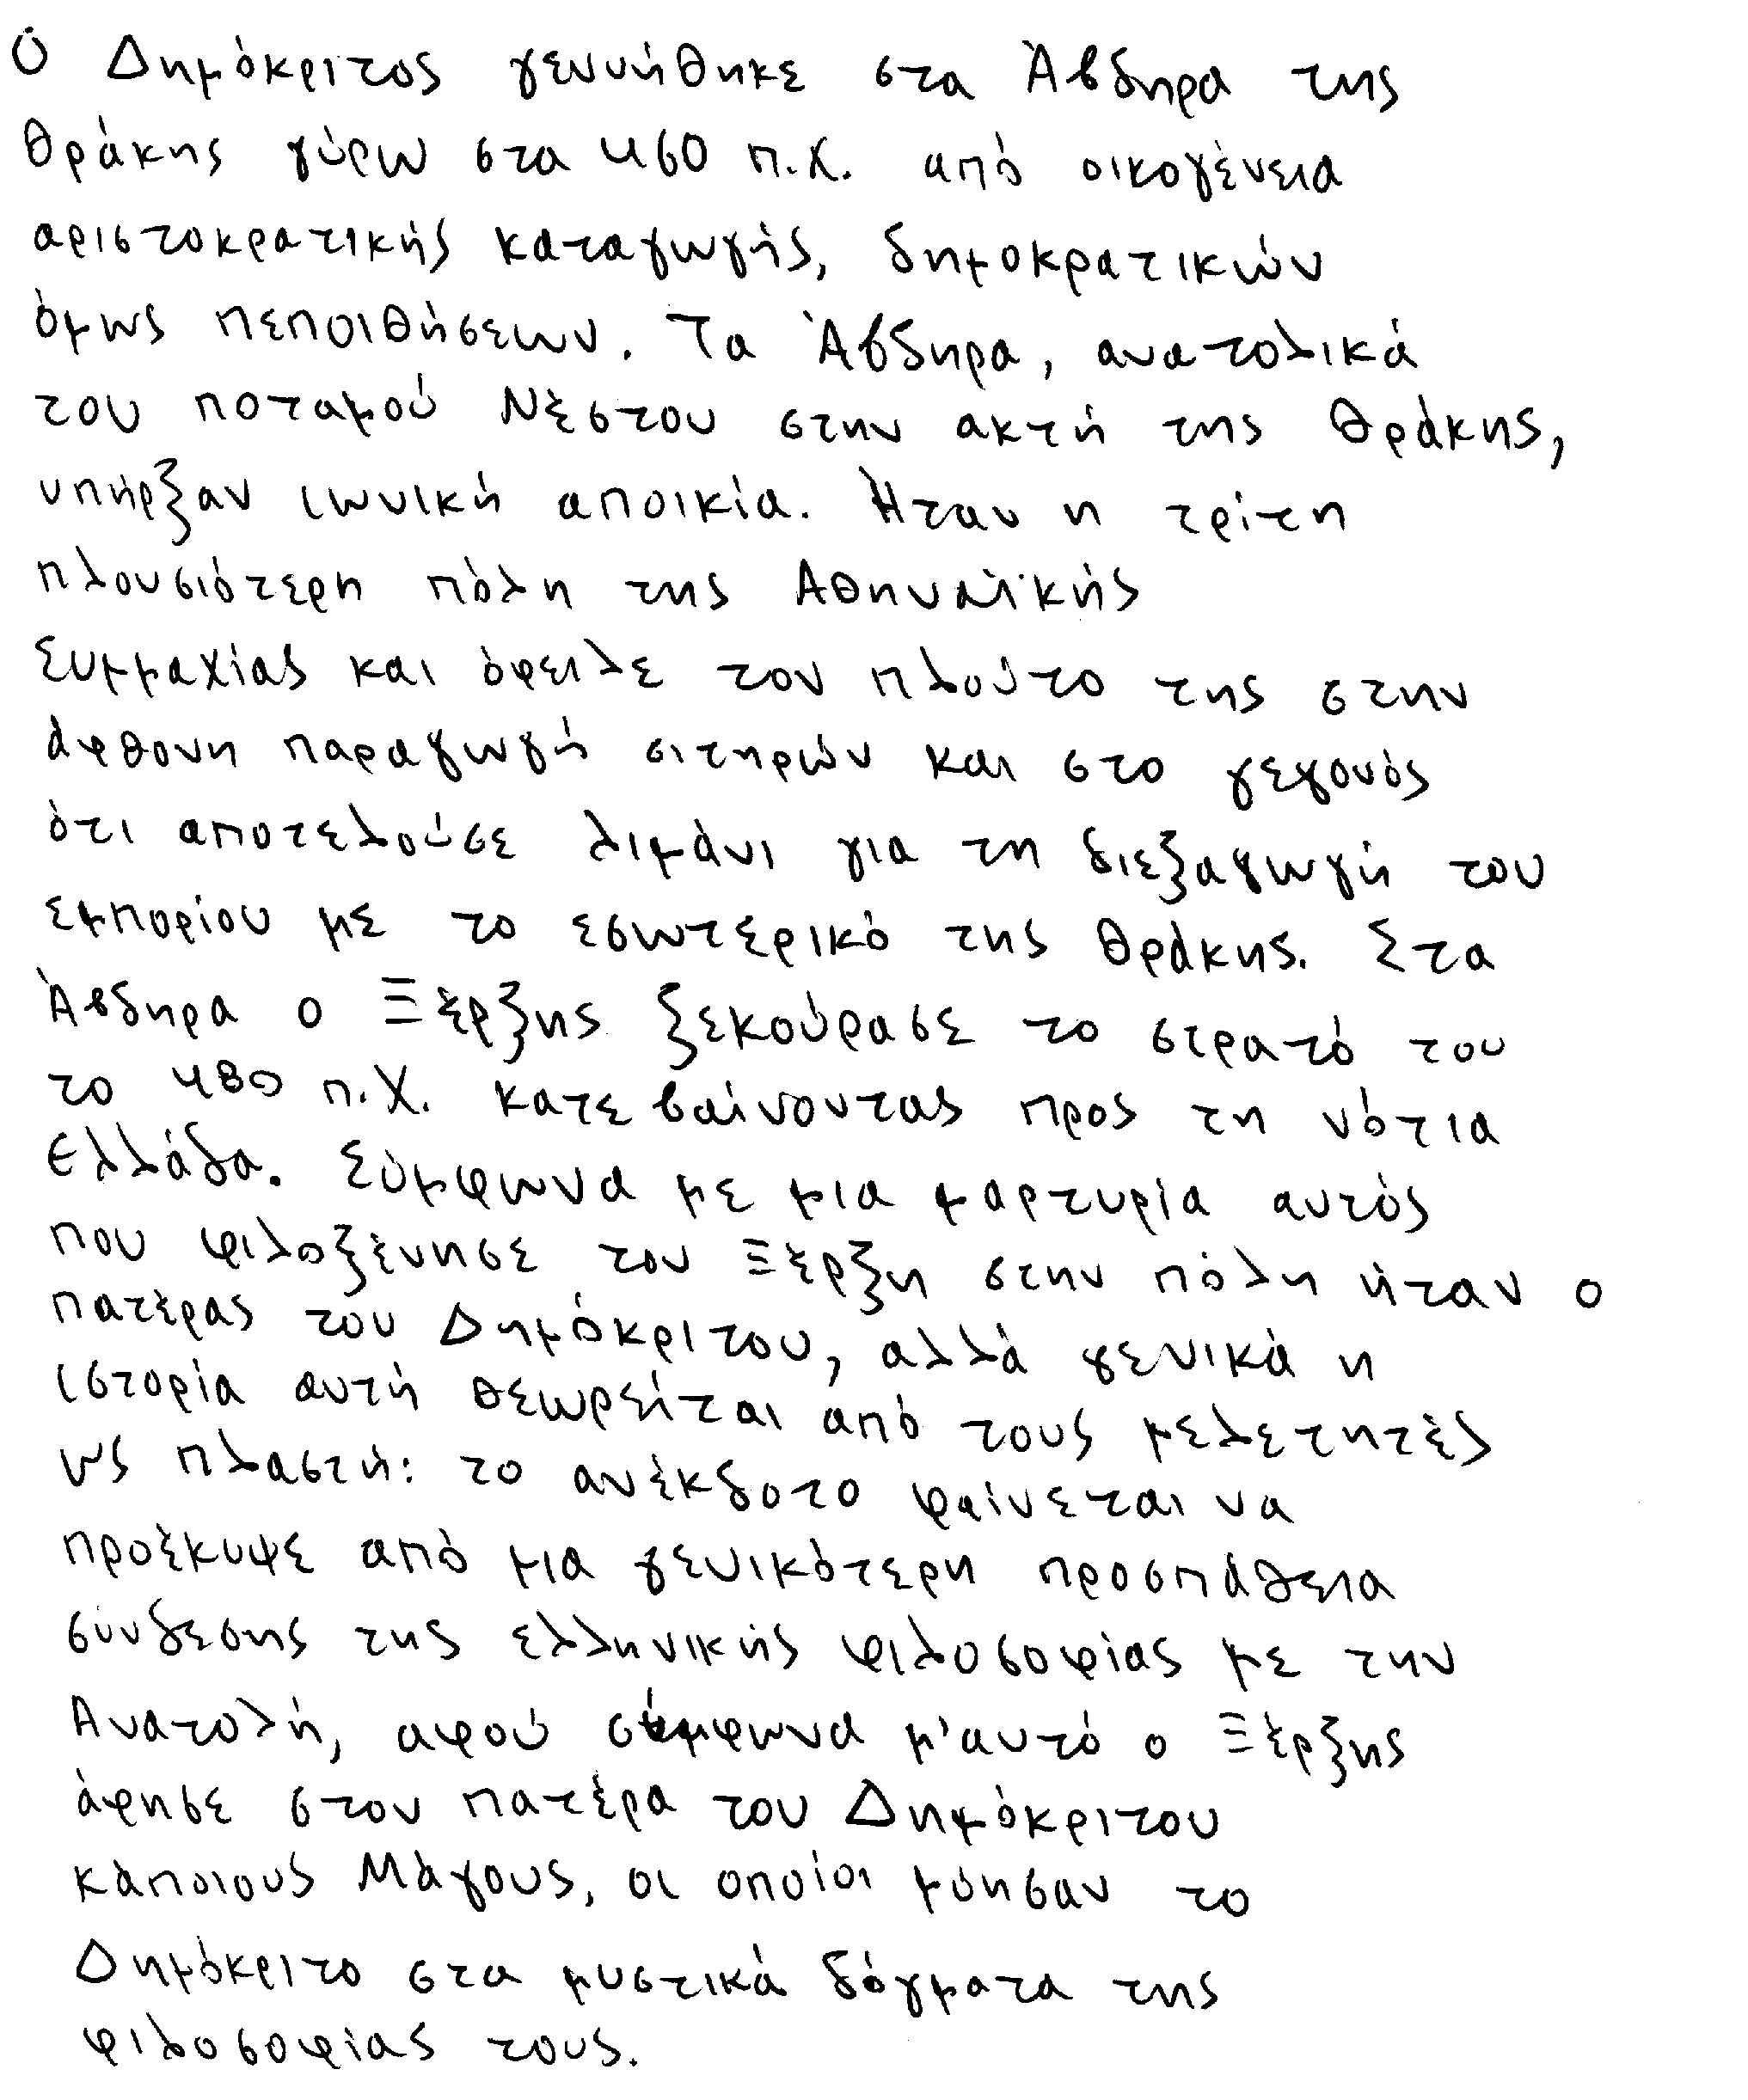 Ο Δημόκριτος γεννήθηκε στα Άβδηρα της
Θράκης γύρω στα 460 π.Χ. από οικογένεια
αριστοκρατικής καταγωγής, δημοκρατικών
όμως πεποιθήσεων. Τα Άβδηρα, ανατολικά
του ποταμού Νέστου στην ακτή της Θράκης,
υπήρξαν ιωνική αποικία. Ήταν η τρίτη
πλουσιότερη πόλη της Αθηναϊκής
Συμμαχίας και όφειλε τον πλούτο της στην
άφθονη παραγωγή σιτηρών και στο γεγονός
ότι αποτελούσε λιμάνι για τη διεξαγωγή του
εμπορίου με το εσωτερικό της Θράκης. Στα
Άβδηρα ο Ξέρξης ξεκούρασε το στρατό του
το 480 π.Χ. κατεβαίνοντας προς τη νότια
Ελλάδα. Σύμφωνα με μια μαρτυρία αυτός
που φιλοξένησε τον Ξέρξη στην πόλη ήταν ο
πατέρας του Δημόκριτου, αλλά γενικά η
ιστορία αυτή θεωρείται από τους μελετητές
ως πλαστή: το ανέκδοτο φαίνεται να
προέκυψε από μια γενικότερη προσπάθεια
σύνδεσης της ελληνικής φιλοσοφίας με την
Ανατολή, αφού σύμφωνα μ'αυτό ο Ξέρξης
άφησε στον πατέρα του Δημόκριτου
κάποιους Μάγους, οι οποίοι μύησαν το
Δημόκριτο στα μυστικά δόγματα της
φιλοσοφίας τους.